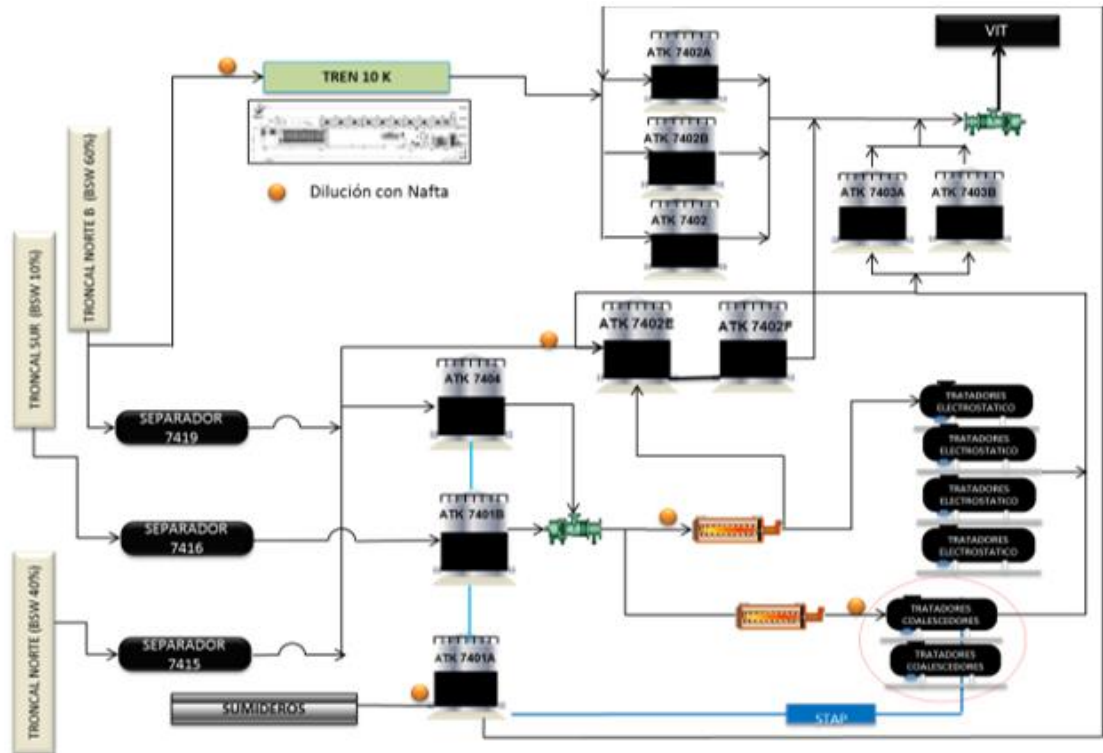 VIT
ATK 7402A
TREN 10 K
ATK 7402B
Dilución con Nafta
ATK 7403A
ATK 7403B
ATK 7402
TRONCAL NORTE B (BSW 60%)
TRONCAL SUR (BSW 10%)
ATK 7402E
ATK 7402F
ATK 7404
TRATADORES
ELECTROSTATICO
SEPARADOR
7419
TRATADORES
ELECTROSTATICO
TRATADORES
ELECTROSTATICO
ATK 7401B
SEPARADOR
7416
TRATADORES
ELECTROSTATICO
TRONCAL NORTE (BSW 40%)
TRATADORES
COALESCEDORES
SEPARADOR
7415
ATK 7401A
TRATADORES
COALESCEDORES
SUMIDEROS
STAP